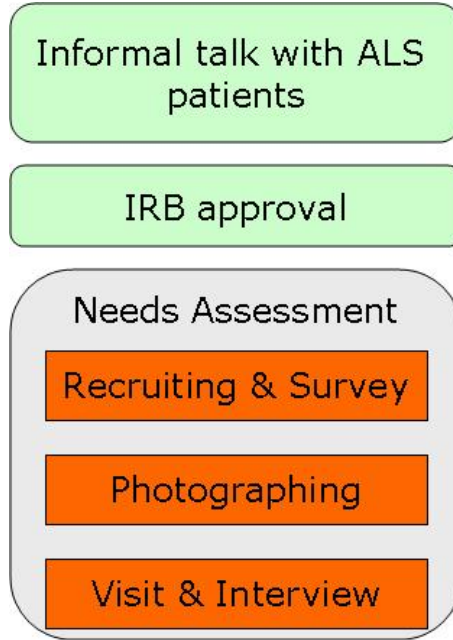 Informal talk with ALS
patients
IRB approval
Needs Assessment
Recruiting & Survey
Photographing
Visit & Interview